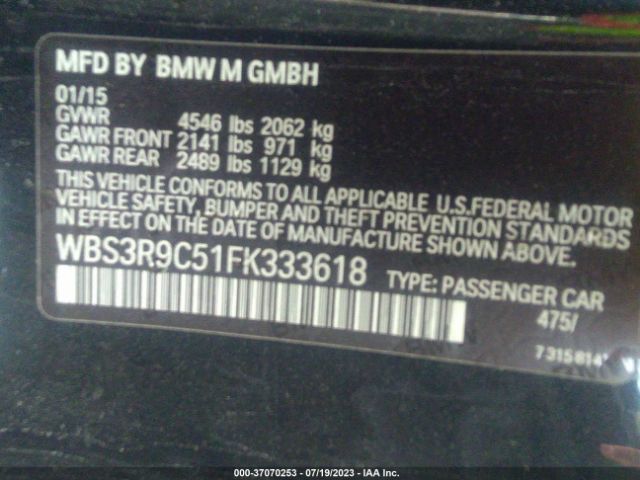 MFD BY BMW M GMBH
01/15
GVWR 4546 lbs 2062 kg
GAWR FRONT 2141 lbs 971 kg
GAWR REAR 2489 lbs 1129 kg
THIS VEHICLE CONFORMS TO ALL APPLICABLE U.S.FEDERAL MOTOR
VEHICLE SAFETY, BUMPER AND THEFT PREVENTION STANDARDS
IN EFFECT ON THE DATE OF MANUFACTURE SHOWN ABOVE.
WBS3R9C51FK333618 TYPE: PASSENGER CAR
475/
000-37070253 - 07/19/2023 - IAA Inc.